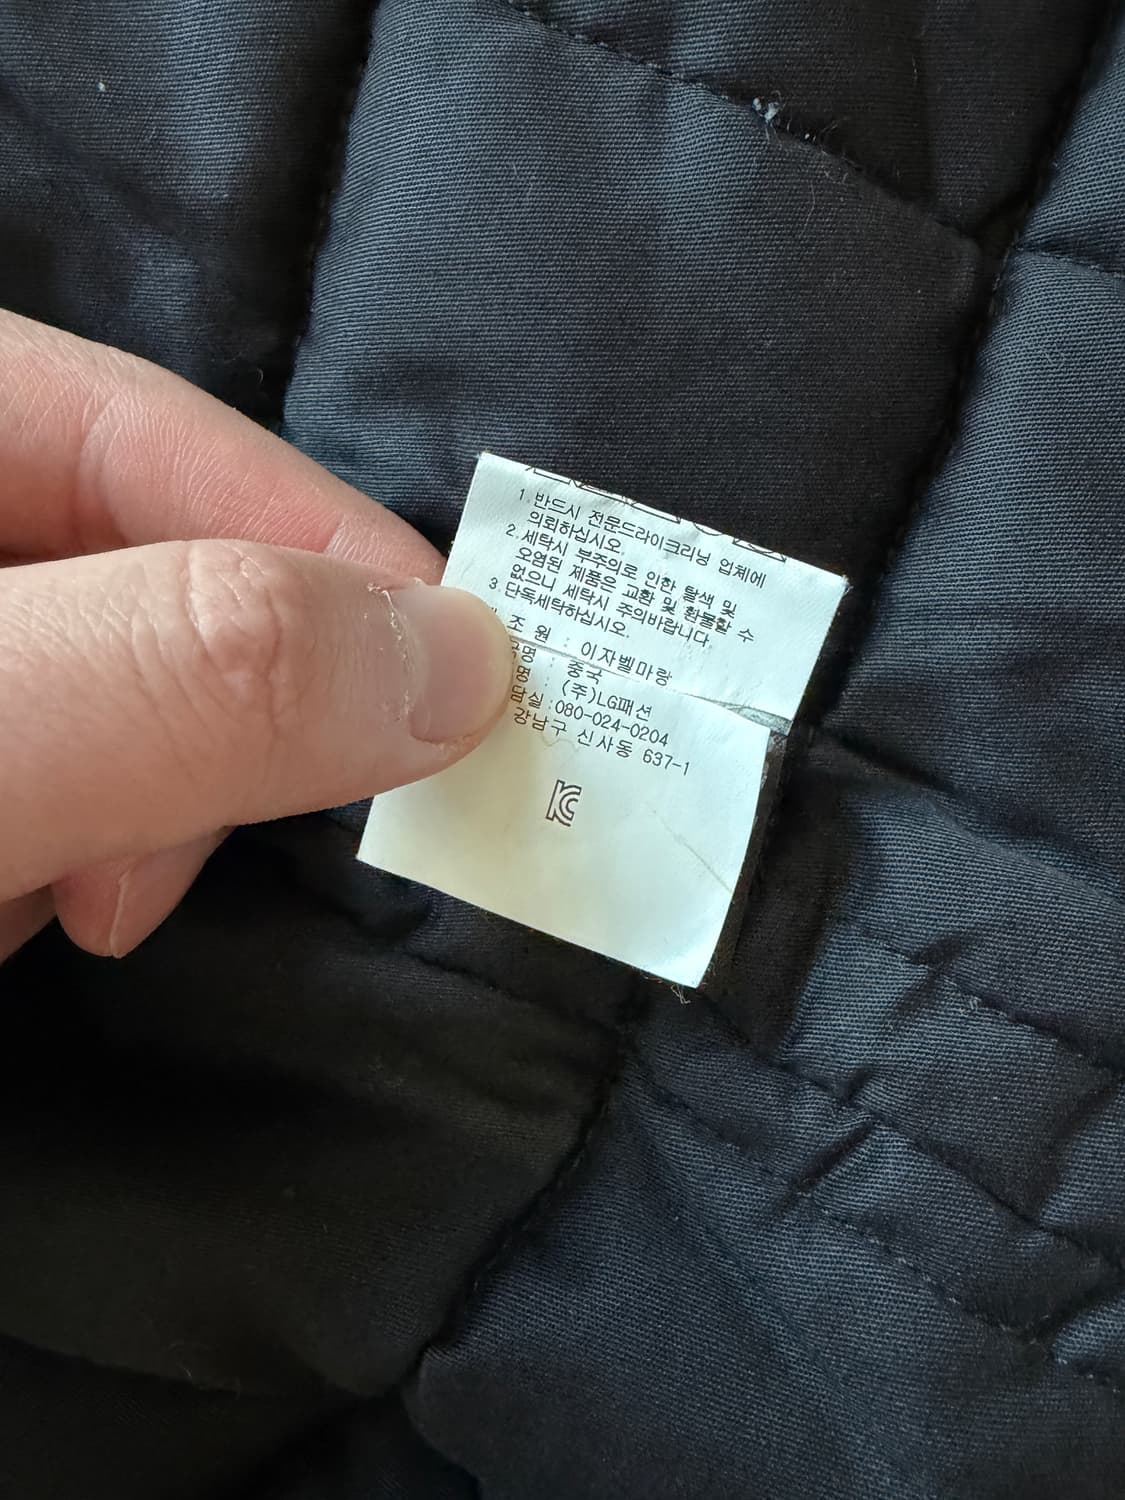 1. 반드시 전문드라이크리닝 업체에
의뢰하십시오.
2. 세탁시 부주의로 인한 탈색 및
오염된 제품은 교환 및 환불할 수
없으니 세탁시 주의바랍니다.
3. 단독세탁하십시오.
조 원 : 이자벨마랑
명 : 중국
명 : (주)LG패션
실 : 080-024-0204
강남구 신사동 637-1
KC